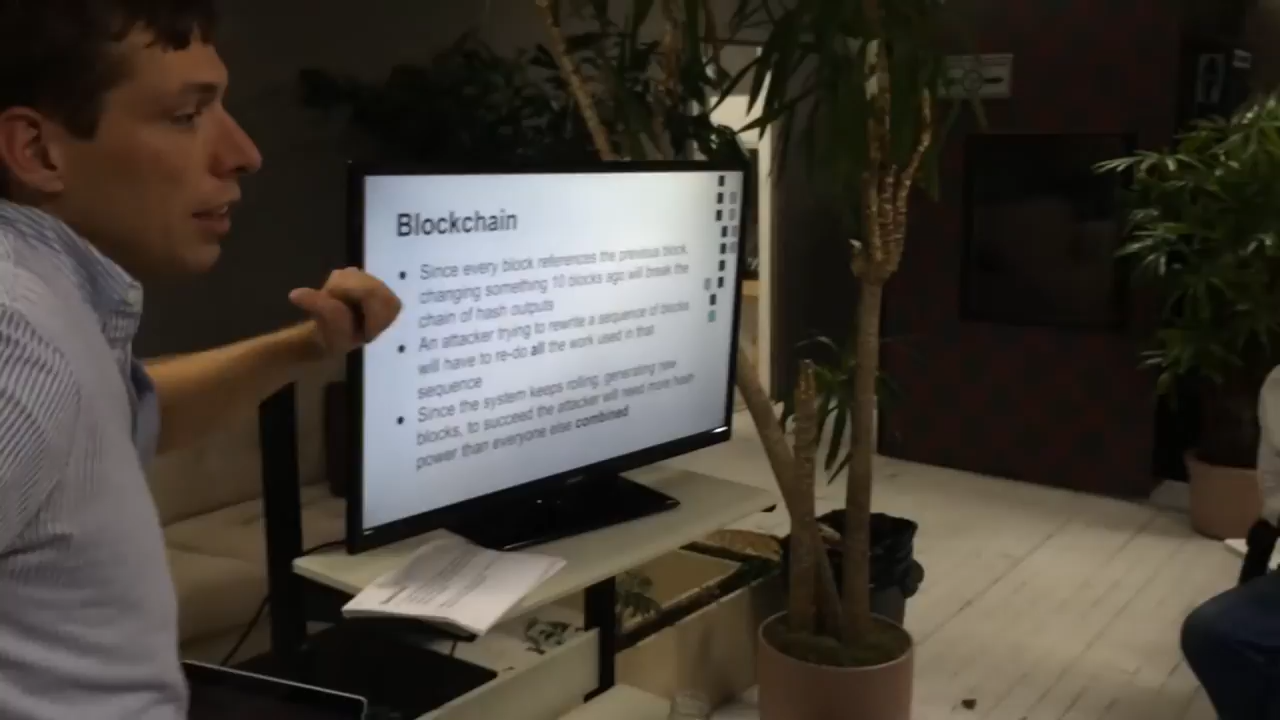 Blockchain
• Since every block references the previous block,
changing something 10 blocks ago will break the
chain of hash outputs
• An attacker trying to rewrite a sequence of blocks
will have to re-do all the work used in that
sequence
• Since the system keeps rolling, generating new
blocks, to succeed the attacker will need more hash
power than everyone else combined